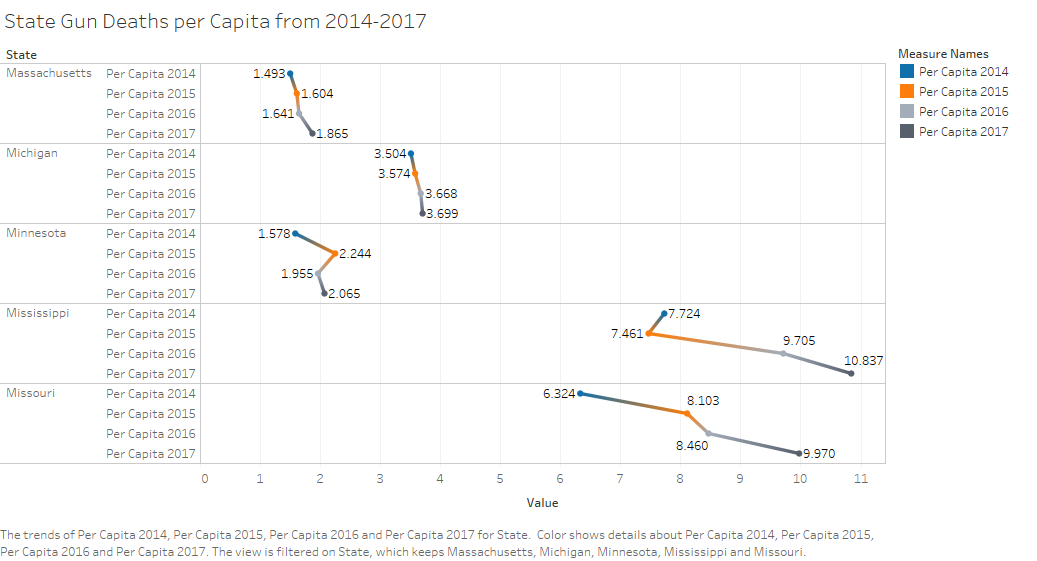 State Gun Deaths per Capita from 2014-2017
State
Measure Names
Per Capita 2014
Per Capita 2015
Per Capita 2016
Per Capita 2017
Massachusetts Per Capita 2014 1.493
Per Capita 2015 1.604
Per Capita 2016 1.641
Per Capita 2017 1.865
Michigan Per Capita 2014 3.504
Per Capita 2015 3.574
Per Capita 2016 3.668
Per Capita 2017 3.699
Minnesota Per Capita 2014 1.578
Per Capita 2015 2.244
Per Capita 2016 1.955
Per Capita 2017 2.065
Mississippi Per Capita 2014 7.724
Per Capita 2015 7.461
Per Capita 2016 9.705
Per Capita 2017 10.837
Missouri Per Capita 2014 6.324
Per Capita 2015 8.103
Per Capita 2016 8.460
Per Capita 2017 9.970
0 1 2 3 4 5 6 7 8 9 10 11
Value
The trends of Per Capita 2014, Per Capita 2015, Per Capita 2016 and Per Capita 2017 for State. Color shows details about Per Capita 2014, Per Capita 2015,
Per Capita 2016 and Per Capita 2017. The view is filtered on State, which keeps Massachusetts, Michigan, Minnesota, Mississippi and Missouri.